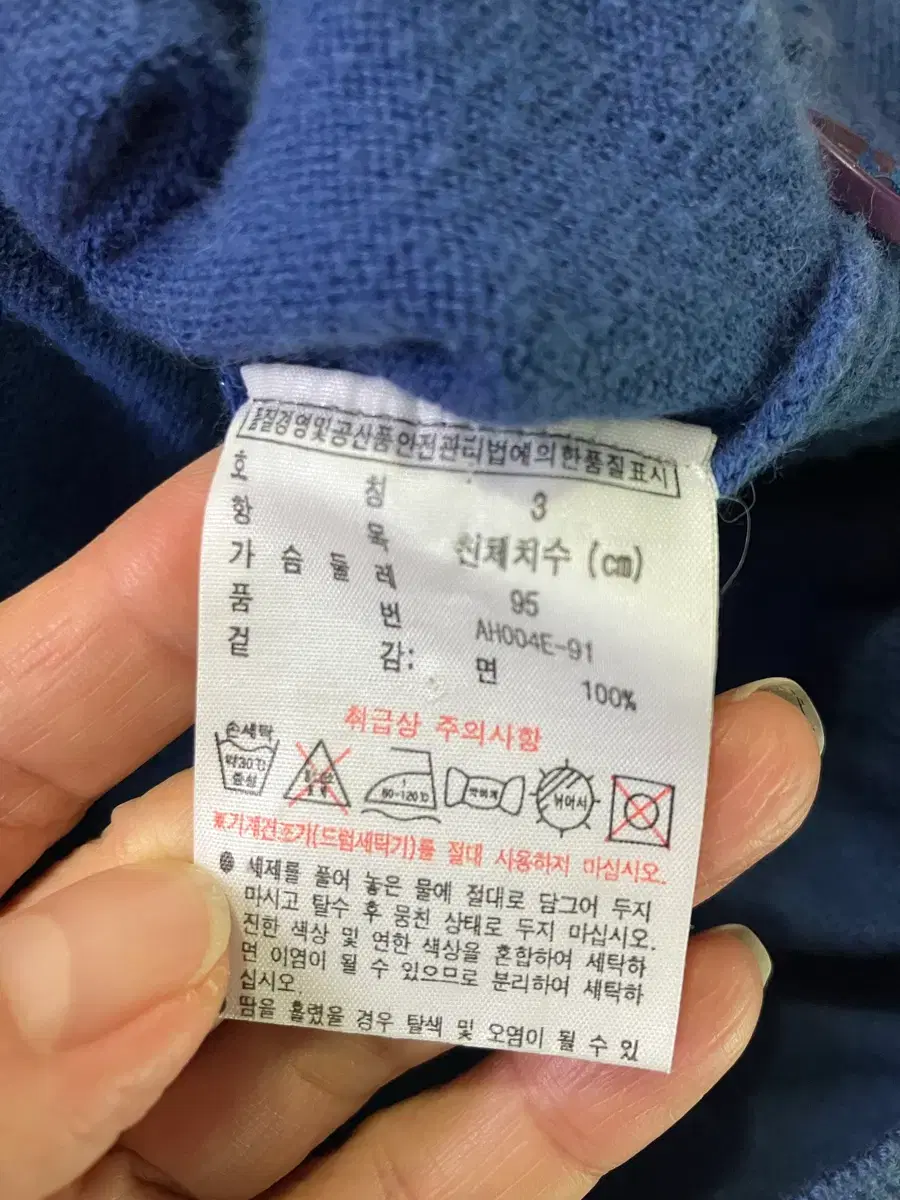 품질경영및공산품안전관리법에의한품질표시
호 칭 3
항 목 신체치수 (cm)
가 슴 둘 레 95
품 번 AH004E-91
겉 감: 면 100%
취급상 주의사항
손세탁
약30℃
중성
80-120℃
약하게
뉘어서
기계건조기(드럼세탁기)를 절대 사용하지 마십시오.
세제를 풀어 놓은 물에 절대로 담그어 두지
마시고 탈수 후 뭉친 상태로 두지 마십시오.
진한 색상 및 연한 색상을 혼합하여 세탁하
면 이염이 될 수 있으므로 분리하여 세탁하
십시오.
땀을 흘렸을 경우 탈색 및 오염이 될 수 있